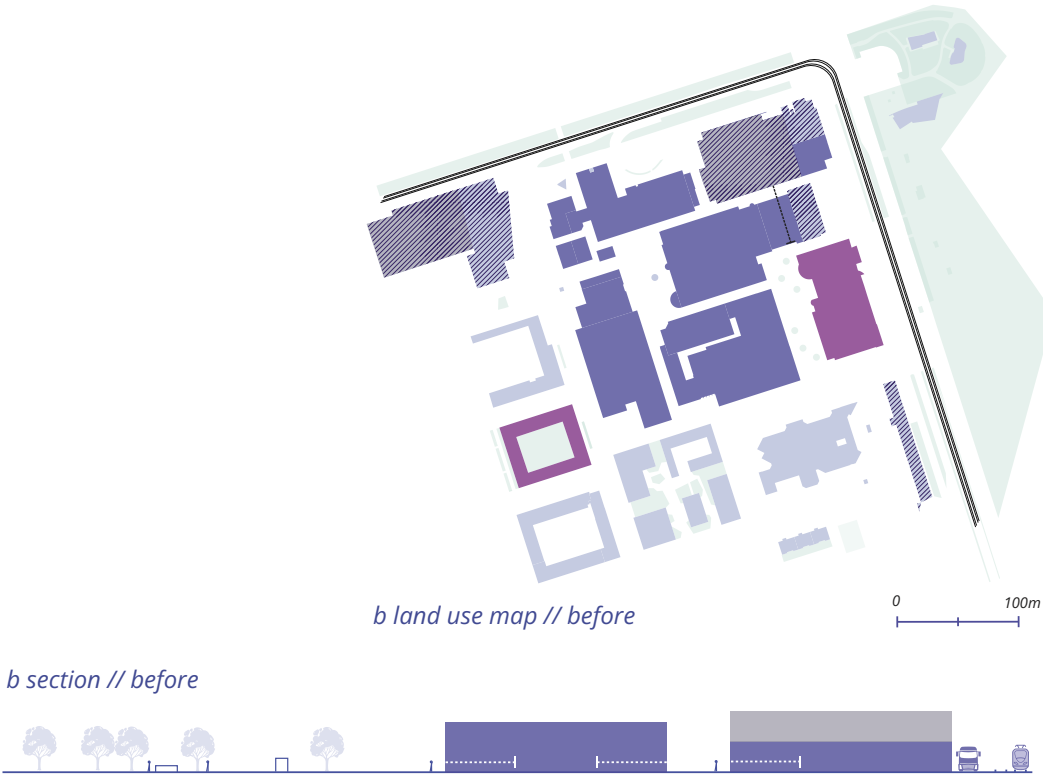 b land use map // before
0
100m
b section // before